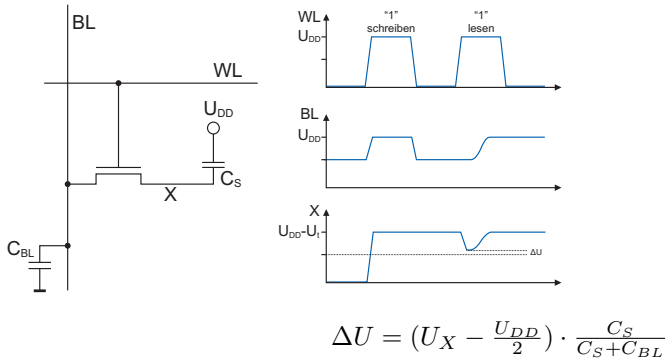 BL
WL
U_DD
C_S
X
C_BL
WL
U_DD
"1"
schreiben
"1"
lesen
BL
U_DD
X
U_DD-U_t
ΔU
ΔU = (U_X − U_DD/2) · C_S/(C_S+C_BL)